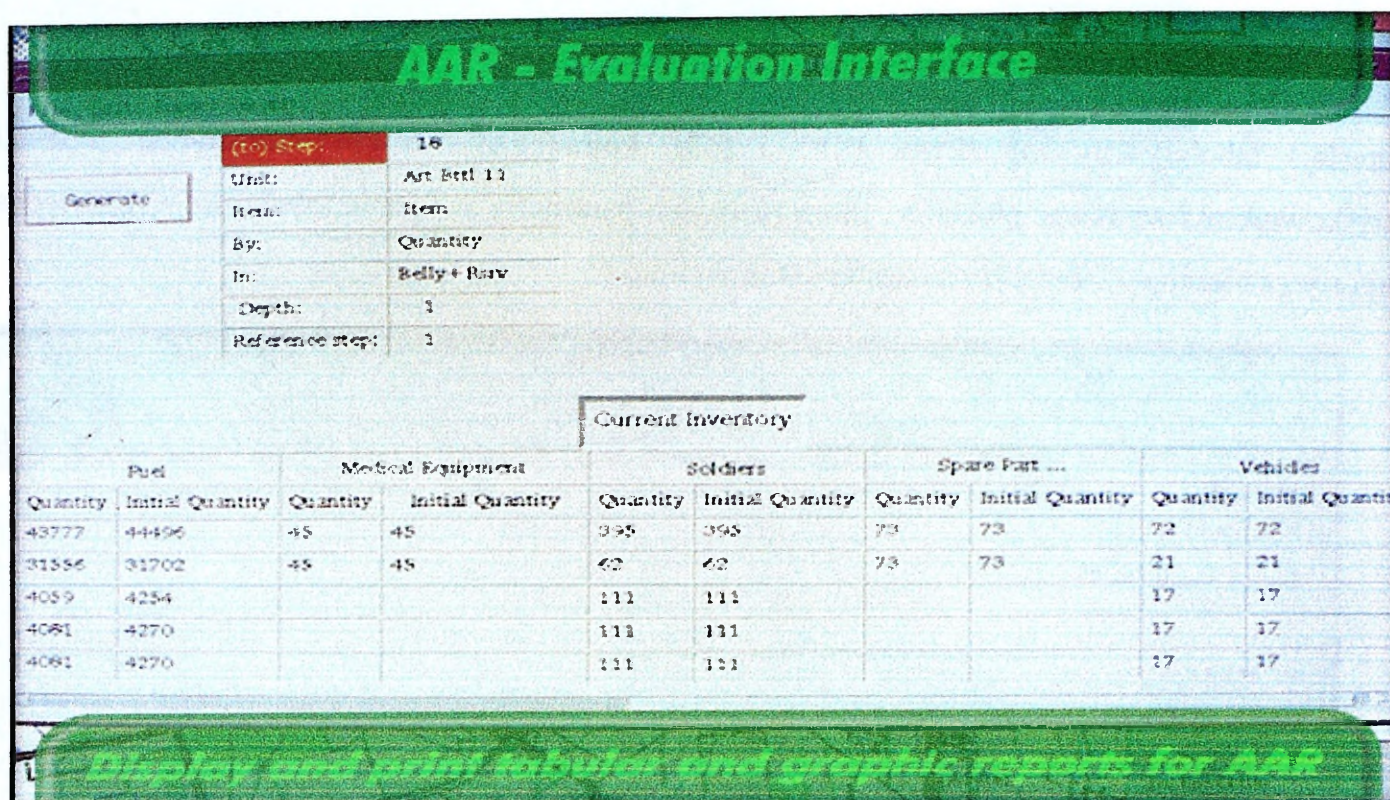 AAR - Evaluation Interface
(to) Step: 18
Generate
Unit: Art Bttl 11
Item: Item
By: Quantity
In: Belly + Rsrv
Depth: 1
Reference step: 1
Current Inventory
Fuel Medical Equipment Soldiers Spare Part ... Vehicles
Quantity Initial Quantity Quantity Initial Quantity Quantity Initial Quantity Quantity Initial Quantity Quantity Initial Quantit
43777 44496 45 45 395 395 73 73 72 72
31556 31702 45 45 62 62 73 73 21 21
4059 4254 111 111 17 17
4081 4270 111 111 17 17
4081 4270 111 111 17 17
Display and print tabular and graphic reports for AAR